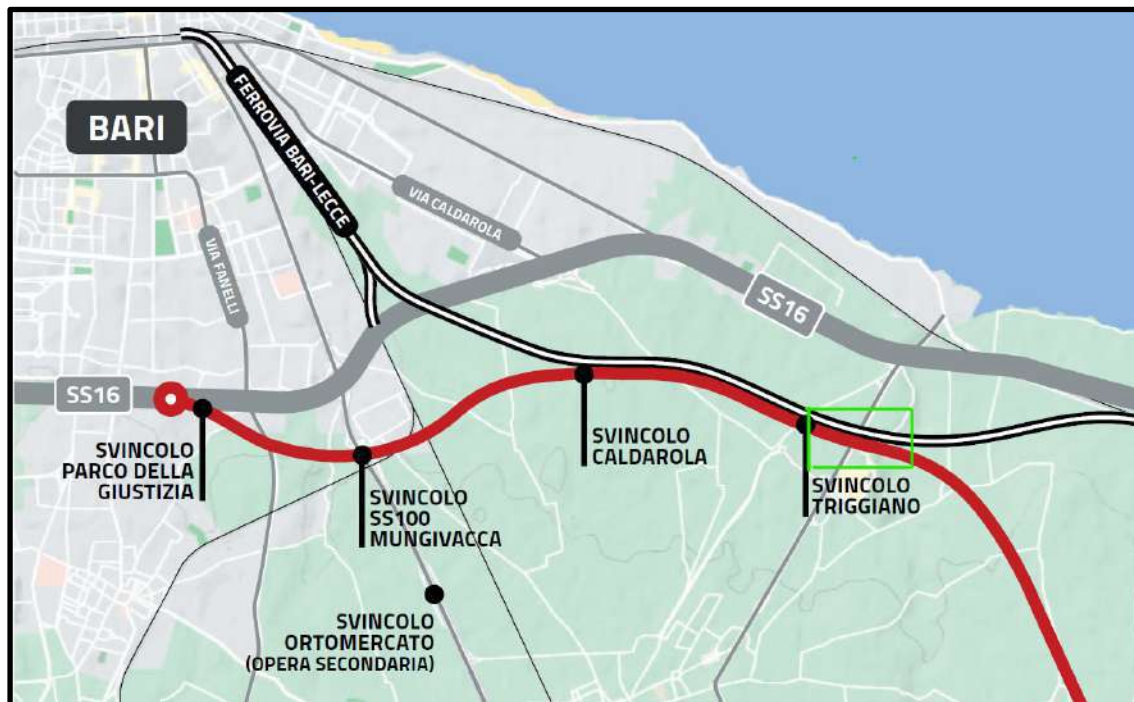 BARI
FERROVIA BARI-LECCE
VIA CALDAROLA
VIA FANELLI
SS16
SS16
SVINCOLO
PARCO DELLA
GIUSTIZIA
SVINCOLO
SS100
MUNGIVACCA
SVINCOLO
CALDAROLA
SVINCOLO
TRIGGIANO
SVINCOLO
ORTOMERCATO
(OPERA SECONDARIA)